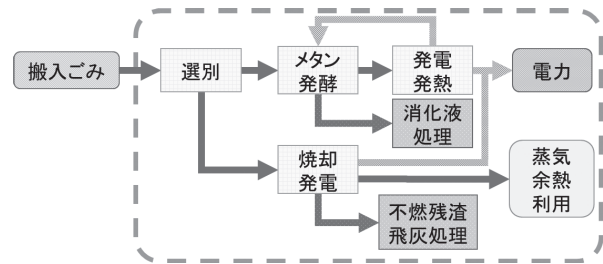 搬入ごみ
選別
メタン
発酵
発電
発熱
電力
消化液
処理
焼却
発電
蒸気
余熱
利用
不燃残渣
飛灰処理